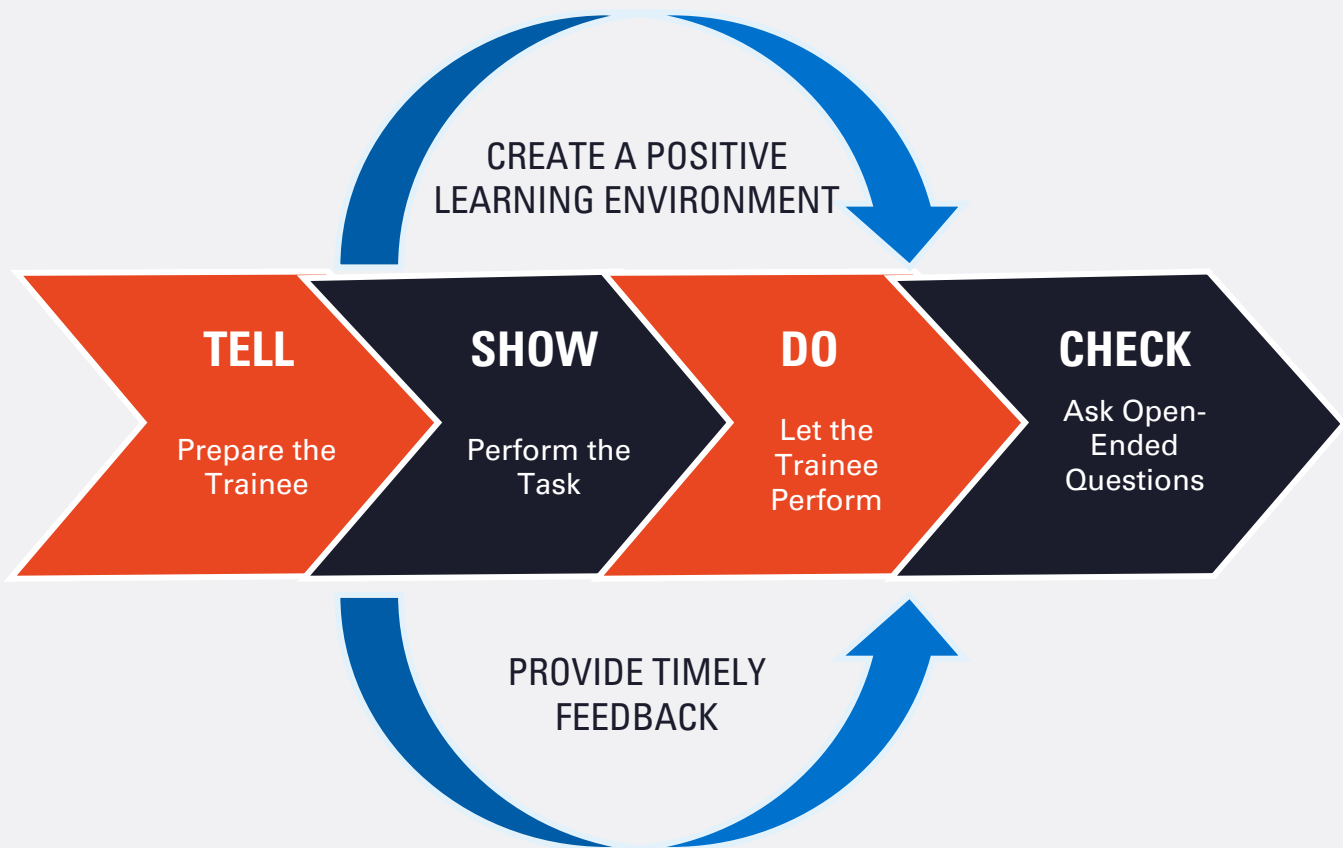 CREATE A POSITIVE
LEARNING ENVIRONMENT
TELL
Prepare the
Trainee
SHOW
Perform the
Task
DO
Let the
Trainee
Perform
CHECK
Ask Open-
Ended
Questions
PROVIDE TIMELY
FEEDBACK